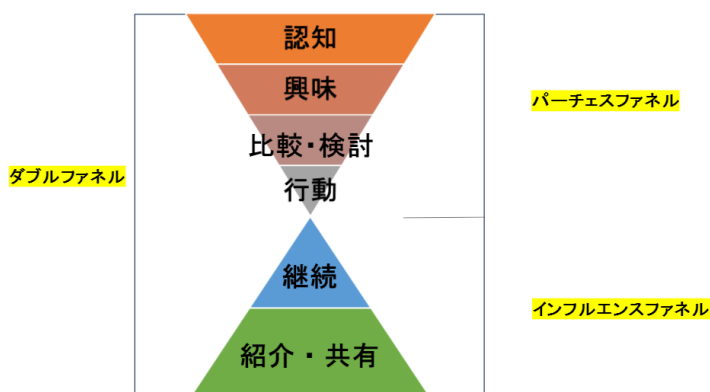 認知
興味
パーチェスファネル
比較・検討
ダブルファネル
行動
継続
インフルエンスファネル
紹介・共有